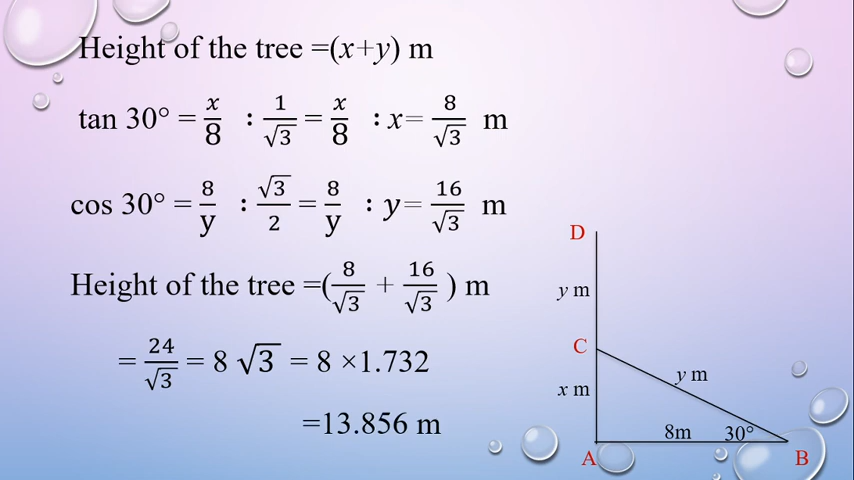 Height of the tree =(x+y) m
tan 30° = x/8 : 1/√3 = x/8 : x= 8/√3 m
cos 30° = 8/y : √3/2 = 8/y : y= 16/√3 m
Height of the tree =(8/√3 + 16/√3 ) m
= 24/√3 = 8 √3 = 8 ×1.732
=13.856 m
D
y m
C
y m
x m
8m 30°
A B